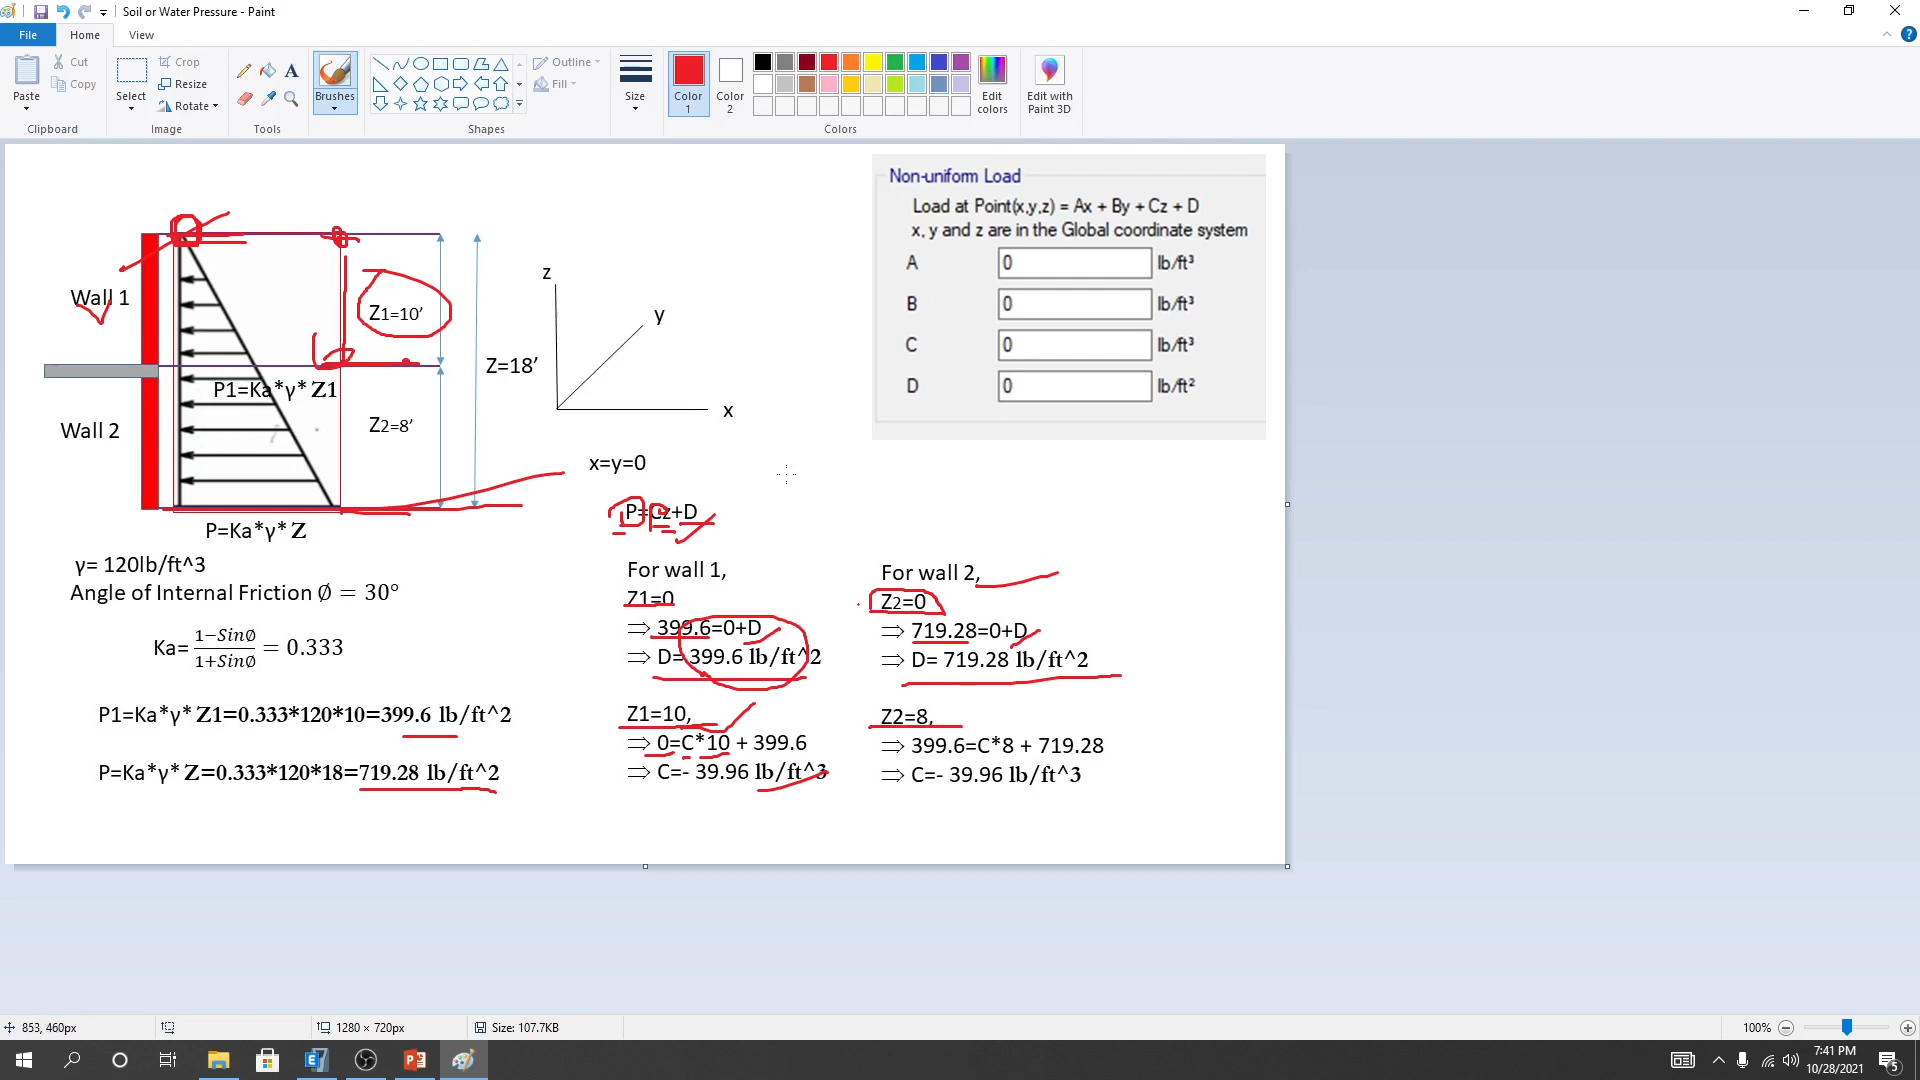 Soil or Water Pressure - Paint
File
Home
View
Paste
Cut
Copy
Clipboard
Select
Crop
Resize
Rotate
Image
Tools
Brushes
Outline
Fill
Shapes
Size
Color
1
Color
2
Edit
colors
Edit with
Paint 3D
Colors
Wall 1
Wall 2
Z1=10’
Z2=8’
Z=18’
P1=Ka*γ* Z1
P=Ka*γ* Z
z
y
x
Non-uniform Load
Load at Point(x,y,z) = Ax + By + Cz + D
x, y and z are in the Global coordinate system
A 0 lb/ft³
B 0 lb/ft³
C 0 lb/ft³
D 0 lb/ft²
x=y=0
P=Cz+D
γ= 120lb/ft^3
Angle of Internal Friction ∅ = 30°
Ka= 1−Sin∅ / 1+Sin∅ = 0.333
P1=Ka*γ* Z1=0.333*120*10=399.6 lb/ft^2
P=Ka*γ* Z=0.333*120*18=719.28 lb/ft^2
For wall 1,
Z1=0
⇒ 399.6=0+D
⇒ D= 399.6 lb/ft^2
Z1=10,
⇒ 0=C*10 + 399.6
⇒ C=- 39.96 lb/ft^3
For wall 2,
Z2=0
⇒ 719.28=0+D
⇒ D= 719.28 lb/ft^2
Z2=8,
⇒ 399.6=C*8 + 719.28
⇒ C=- 39.96 lb/ft^3
853, 460px
1280 × 720px
Size: 107.7KB
100%
7:41 PM
10/28/2021
5